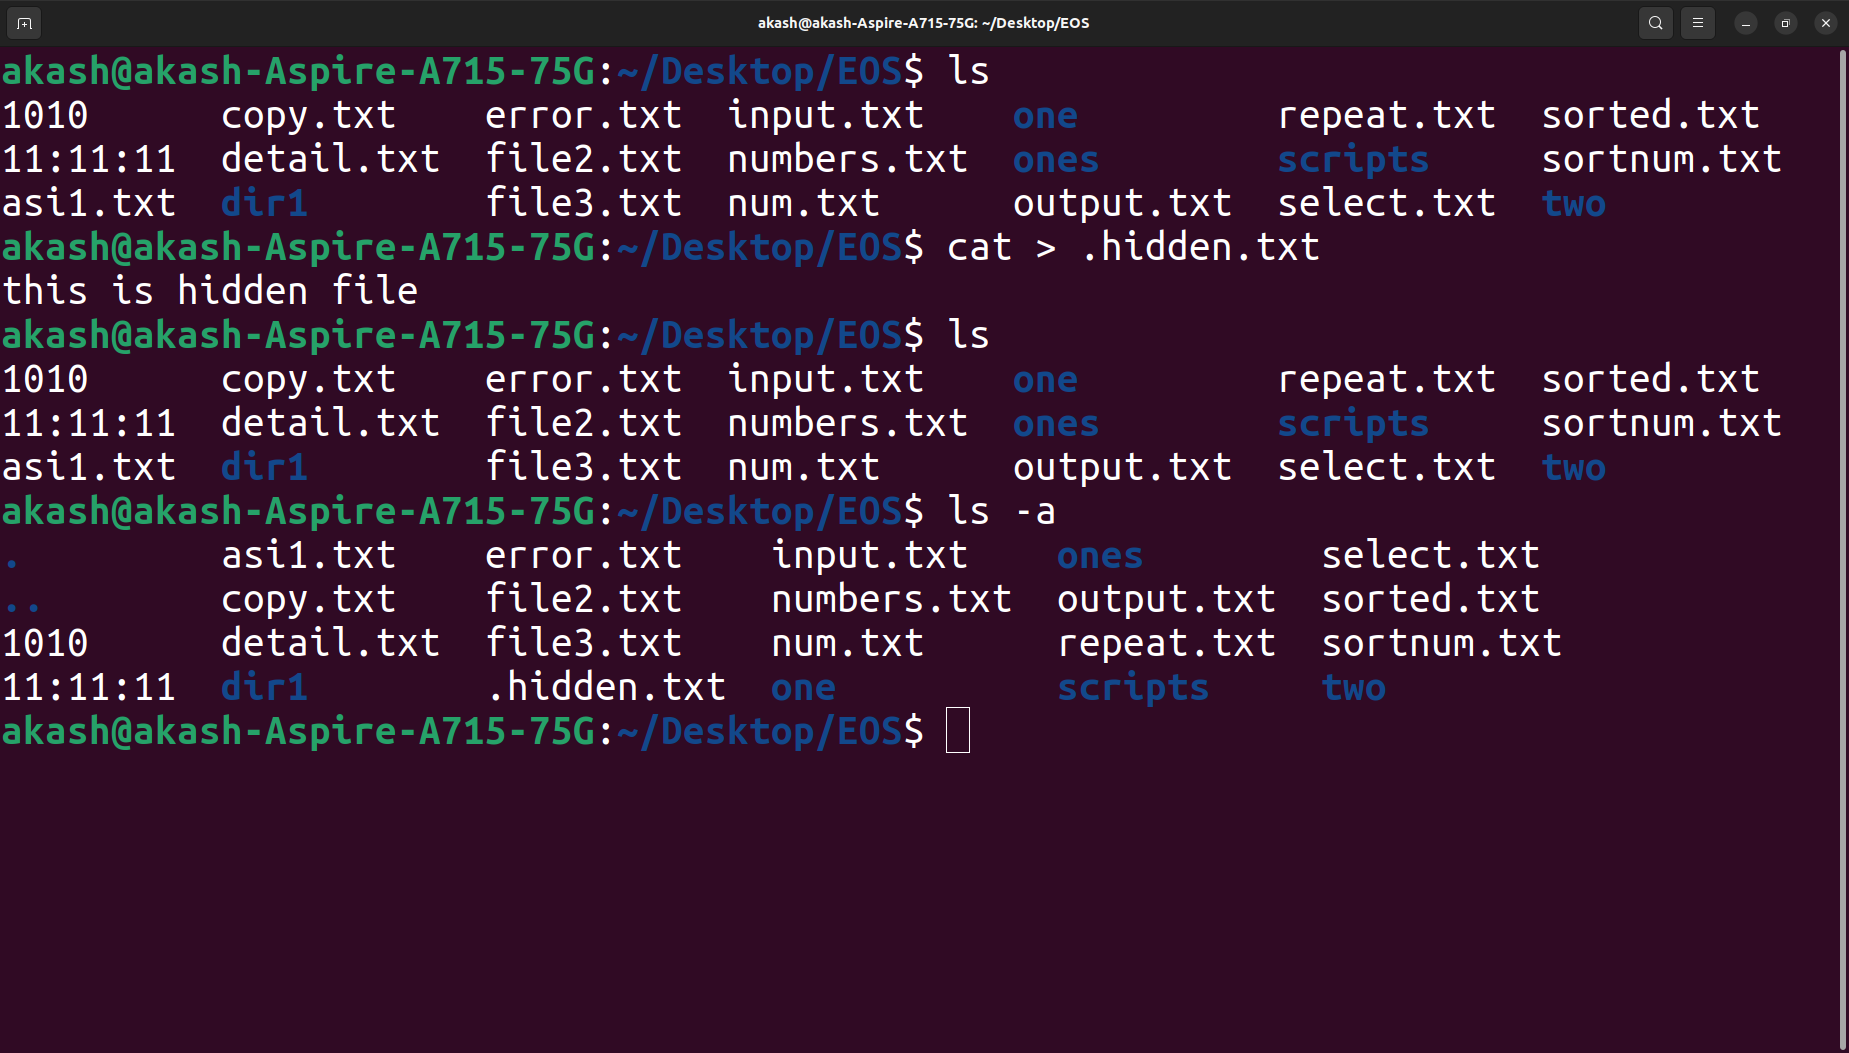 akash@akash-Aspire-A715-75G: ~/Desktop/EOS
akash@akash-Aspire-A715-75G:~/Desktop/EOS$ ls
1010      copy.txt    error.txt  input.txt    one         repeat.txt  sorted.txt
11:11:11  detail.txt  file2.txt  numbers.txt  ones        scripts     sortnum.txt
asi1.txt  dir1        file3.txt  num.txt      output.txt  select.txt  two
akash@akash-Aspire-A715-75G:~/Desktop/EOS$ cat > .hidden.txt
this is hidden file
akash@akash-Aspire-A715-75G:~/Desktop/EOS$ ls
1010      copy.txt    error.txt  input.txt    one         repeat.txt  sorted.txt
11:11:11  detail.txt  file2.txt  numbers.txt  ones        scripts     sortnum.txt
asi1.txt  dir1        file3.txt  num.txt      output.txt  select.txt  two
akash@akash-Aspire-A715-75G:~/Desktop/EOS$ ls -a
.         asi1.txt    error.txt    input.txt    ones        select.txt
..        copy.txt    file2.txt    numbers.txt  output.txt  sorted.txt
1010      detail.txt  file3.txt    num.txt      repeat.txt  sortnum.txt
11:11:11  dir1        .hidden.txt  one          scripts     two
akash@akash-Aspire-A715-75G:~/Desktop/EOS$